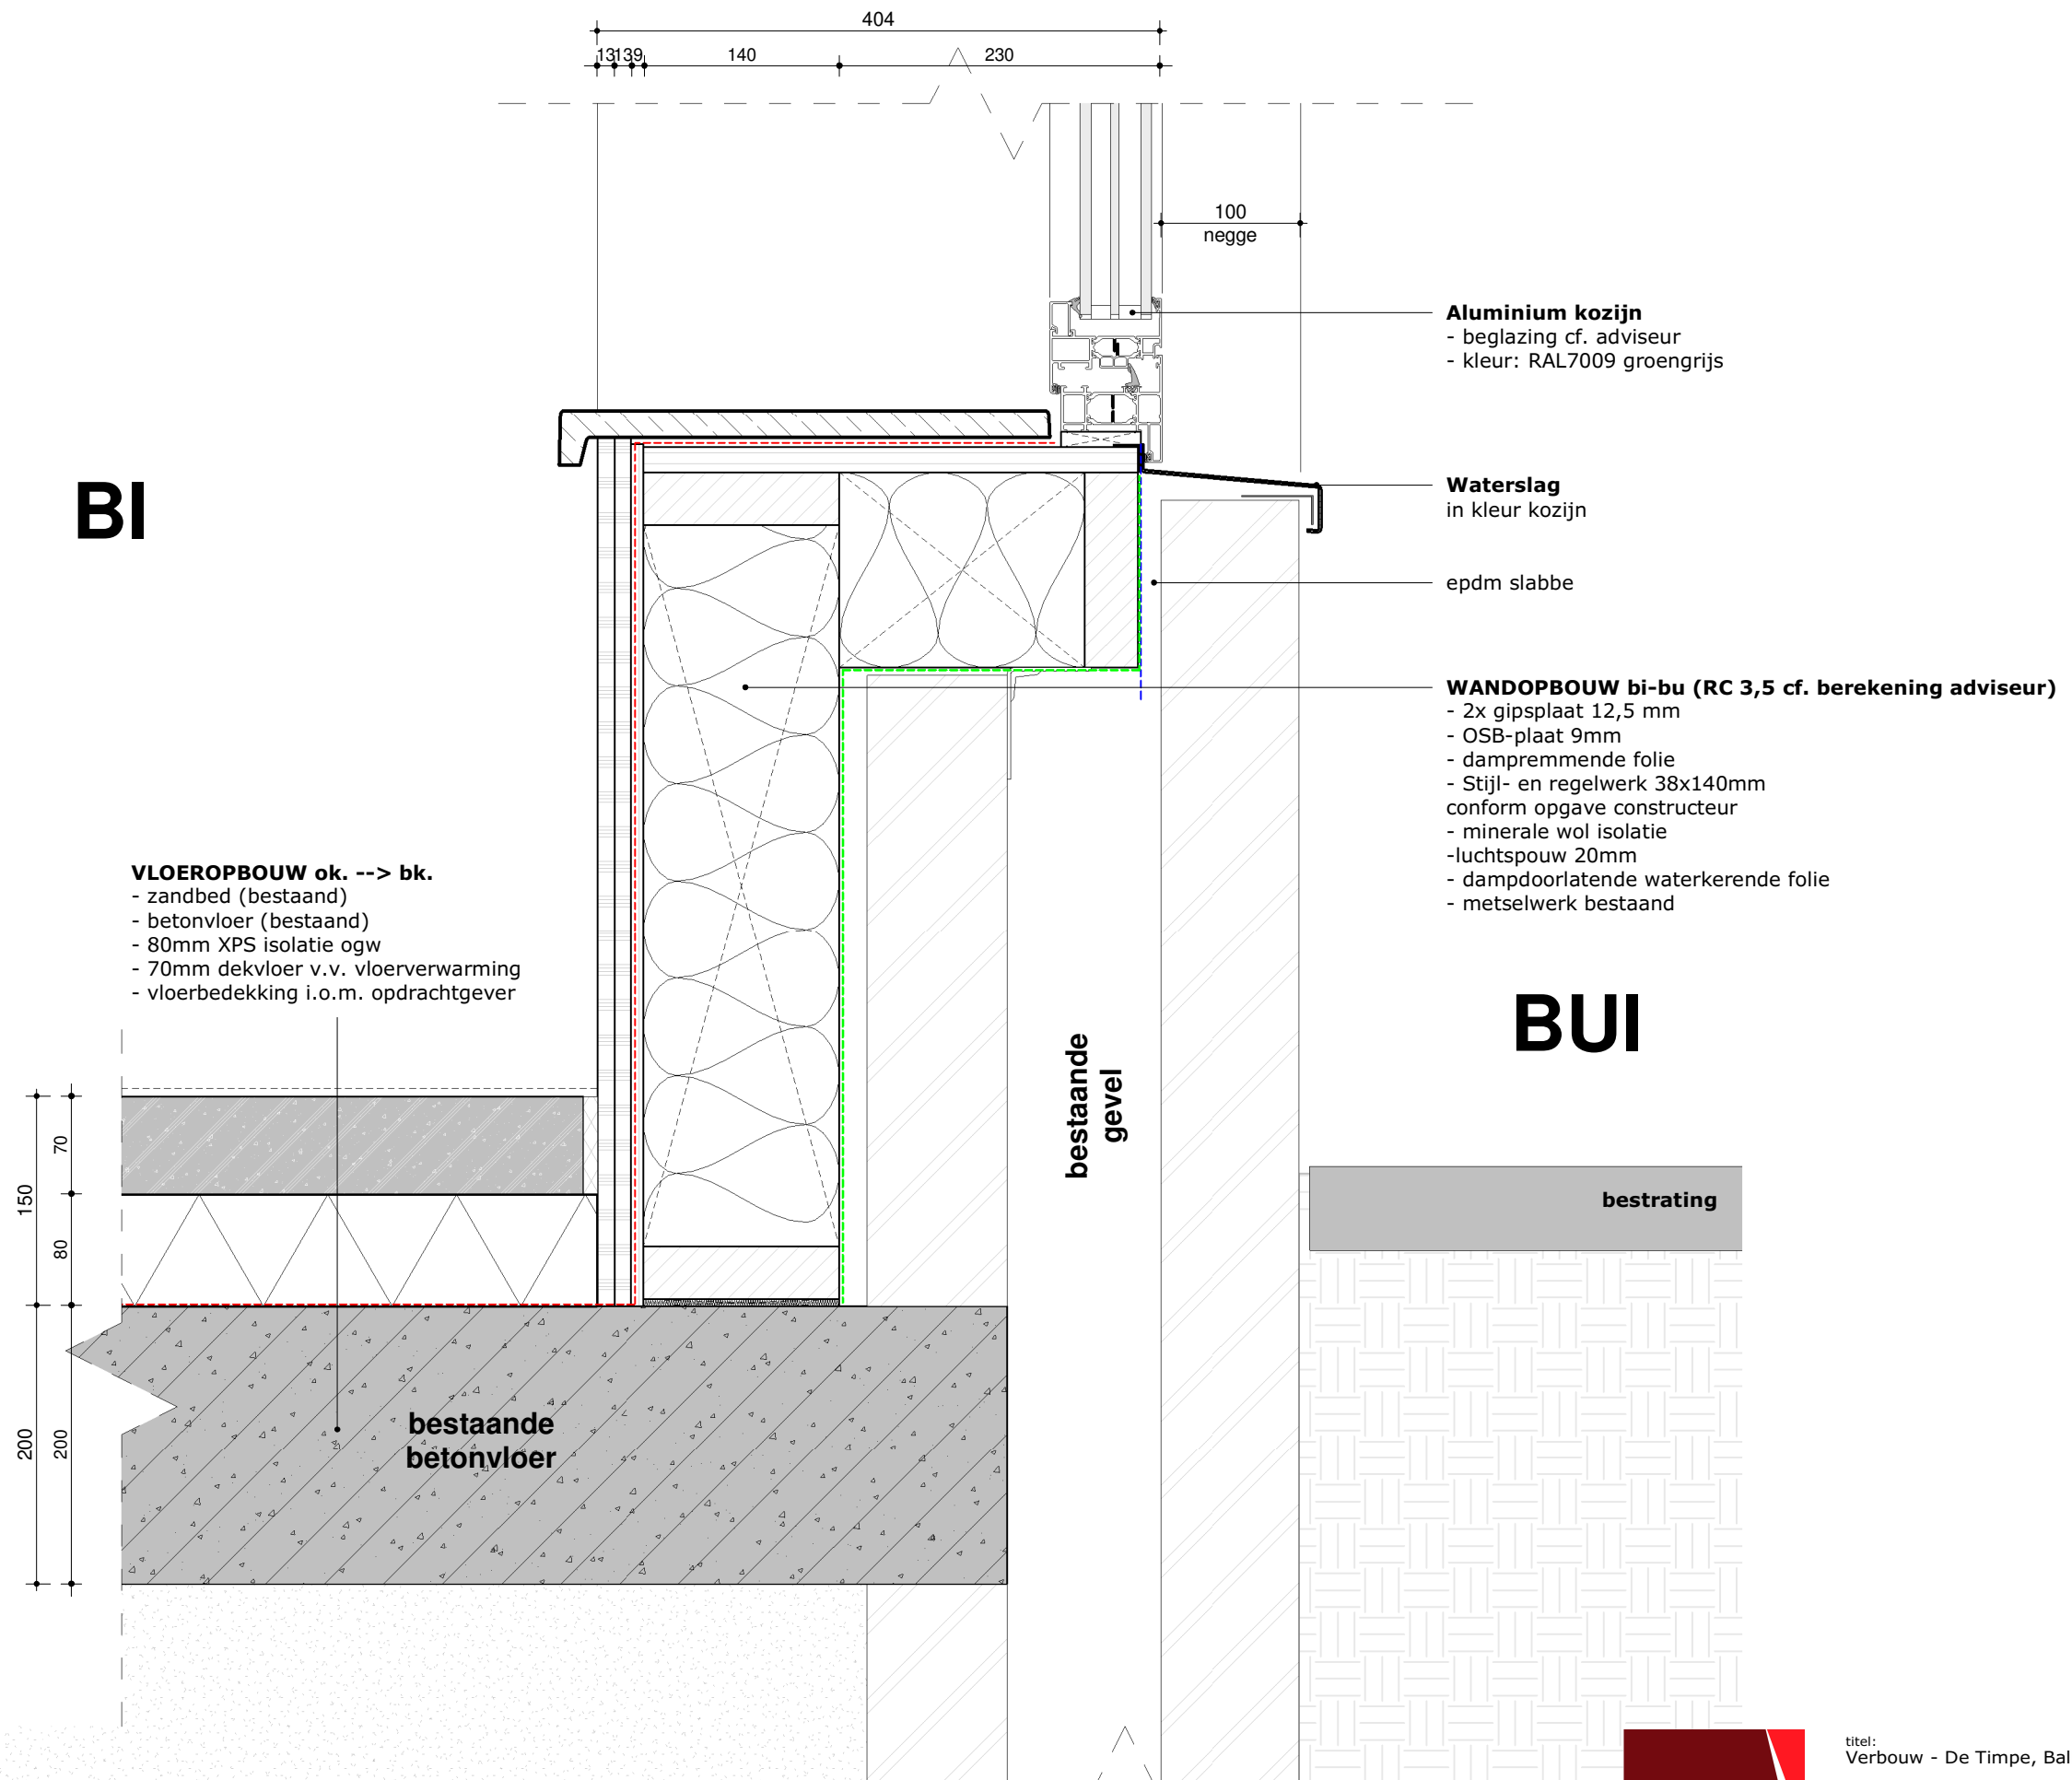 404
13 13 9 140 230
100
negge
Aluminium kozijn
- beglazing cf. adviseur
- kleur: RAL7009 groengrijs
BI
Waterslag
in kleur kozijn
epdm slabbe
WANDOPBOUW bi-bu (RC 3,5 cf. berekening adviseur)
- 2x gipsplaat 12,5 mm
- OSB-plaat 9mm
- dampremmende folie
- Stijl- en regelwerk 38x140mm
conform opgave constructeur
- minerale wol isolatie
-luchtspouw 20mm
- dampdoorlatende waterkerende folie
- metselwerk bestaand
VLOEROPBOUW ok. --> bk.
- zandbed (bestaand)
- betonvloer (bestaand)
- 80mm XPS isolatie ogw
- 70mm dekvloer v.v. vloerverwarming
- vloerbedekking i.o.m. opdrachtgever
BUI
bestaande
gevel
70
150
80
bestrating
200
200
bestaande
betonvloer
titel:
Verbouw - De Timpe, Bal